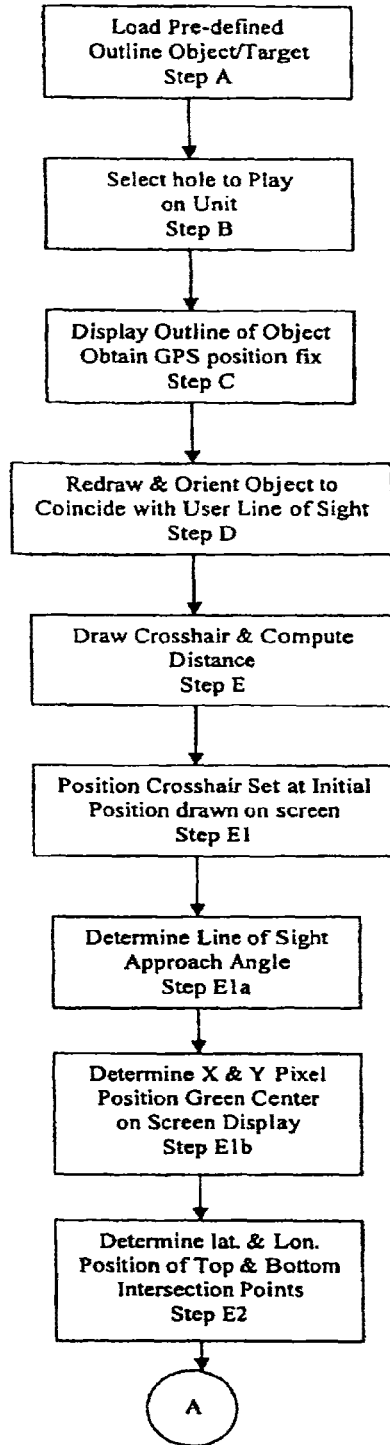 Load Pre-defined
Outline Object/Target
Step A
Select hole to Play
on Unit
Step B
Display Outline of Object
Obtain GPS position fix
Step C
Redraw & Orient Object to
Coincide with User Line of Sight
Step D
Draw Crosshair & Compute
Distance
Step E
Position Crosshair Set at Initial
Position drawn on screen
Step E1
Determine Line of Sight
Approach Angle
Step E1a
Determine X & Y Pixel
Position Green Center
on Screen Display
Step E1b
Determine lat. & Lon.
Position of Top & Bottom
Intersection Points
Step E2
A